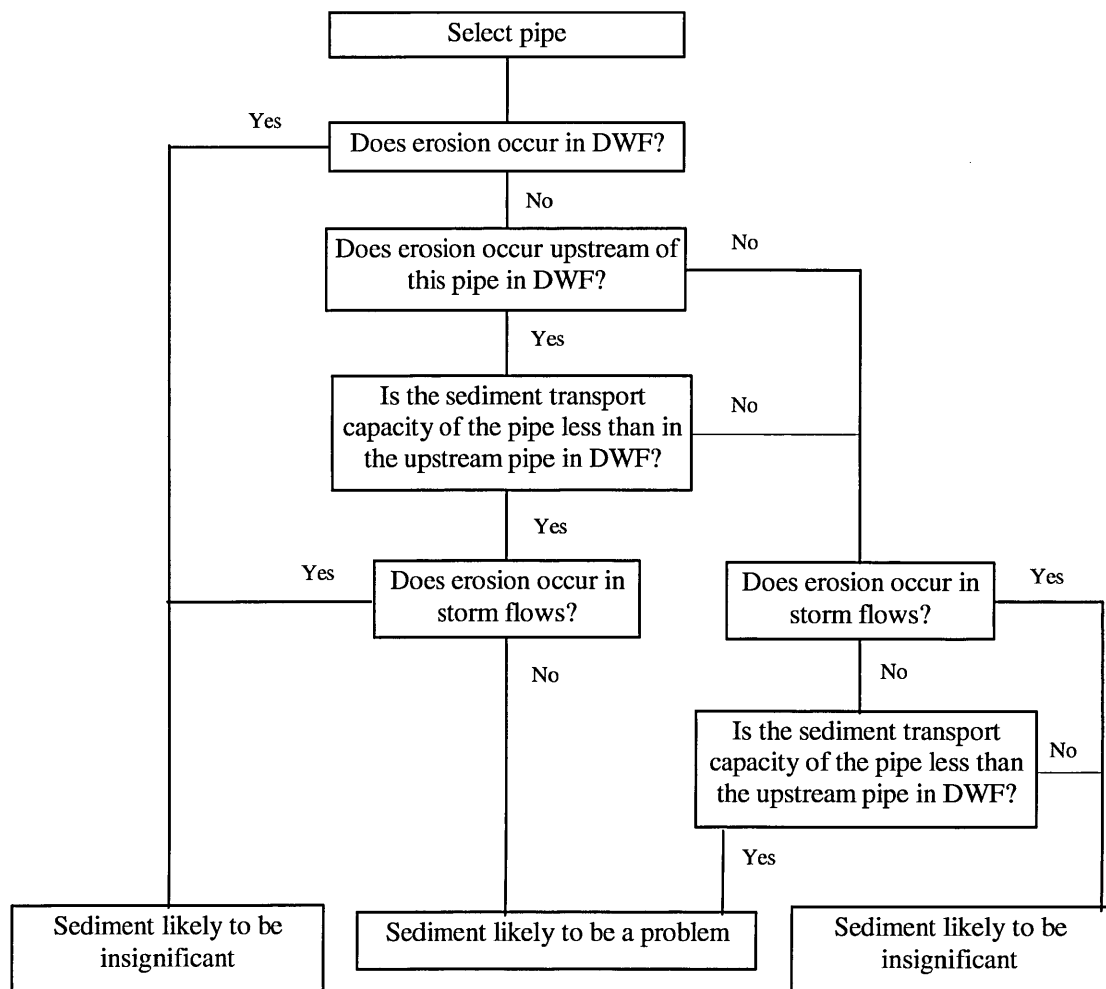 Select pipe
Yes
Does erosion occur in DWF?
No
Does erosion occur upstream of
this pipe in DWF?
No
Yes
Is the sediment transport
capacity of the pipe less than in
the upstream pipe in DWF?
No
Yes
Yes
Does erosion occur in
storm flows?
Does erosion occur in
storm flows?
Yes
No
No
Is the sediment transport
capacity of the pipe less than
the upstream pipe in DWF?
No
Yes
Sediment likely to be
insignificant
Sediment likely to be a problem
Sediment likely to be
insignificant